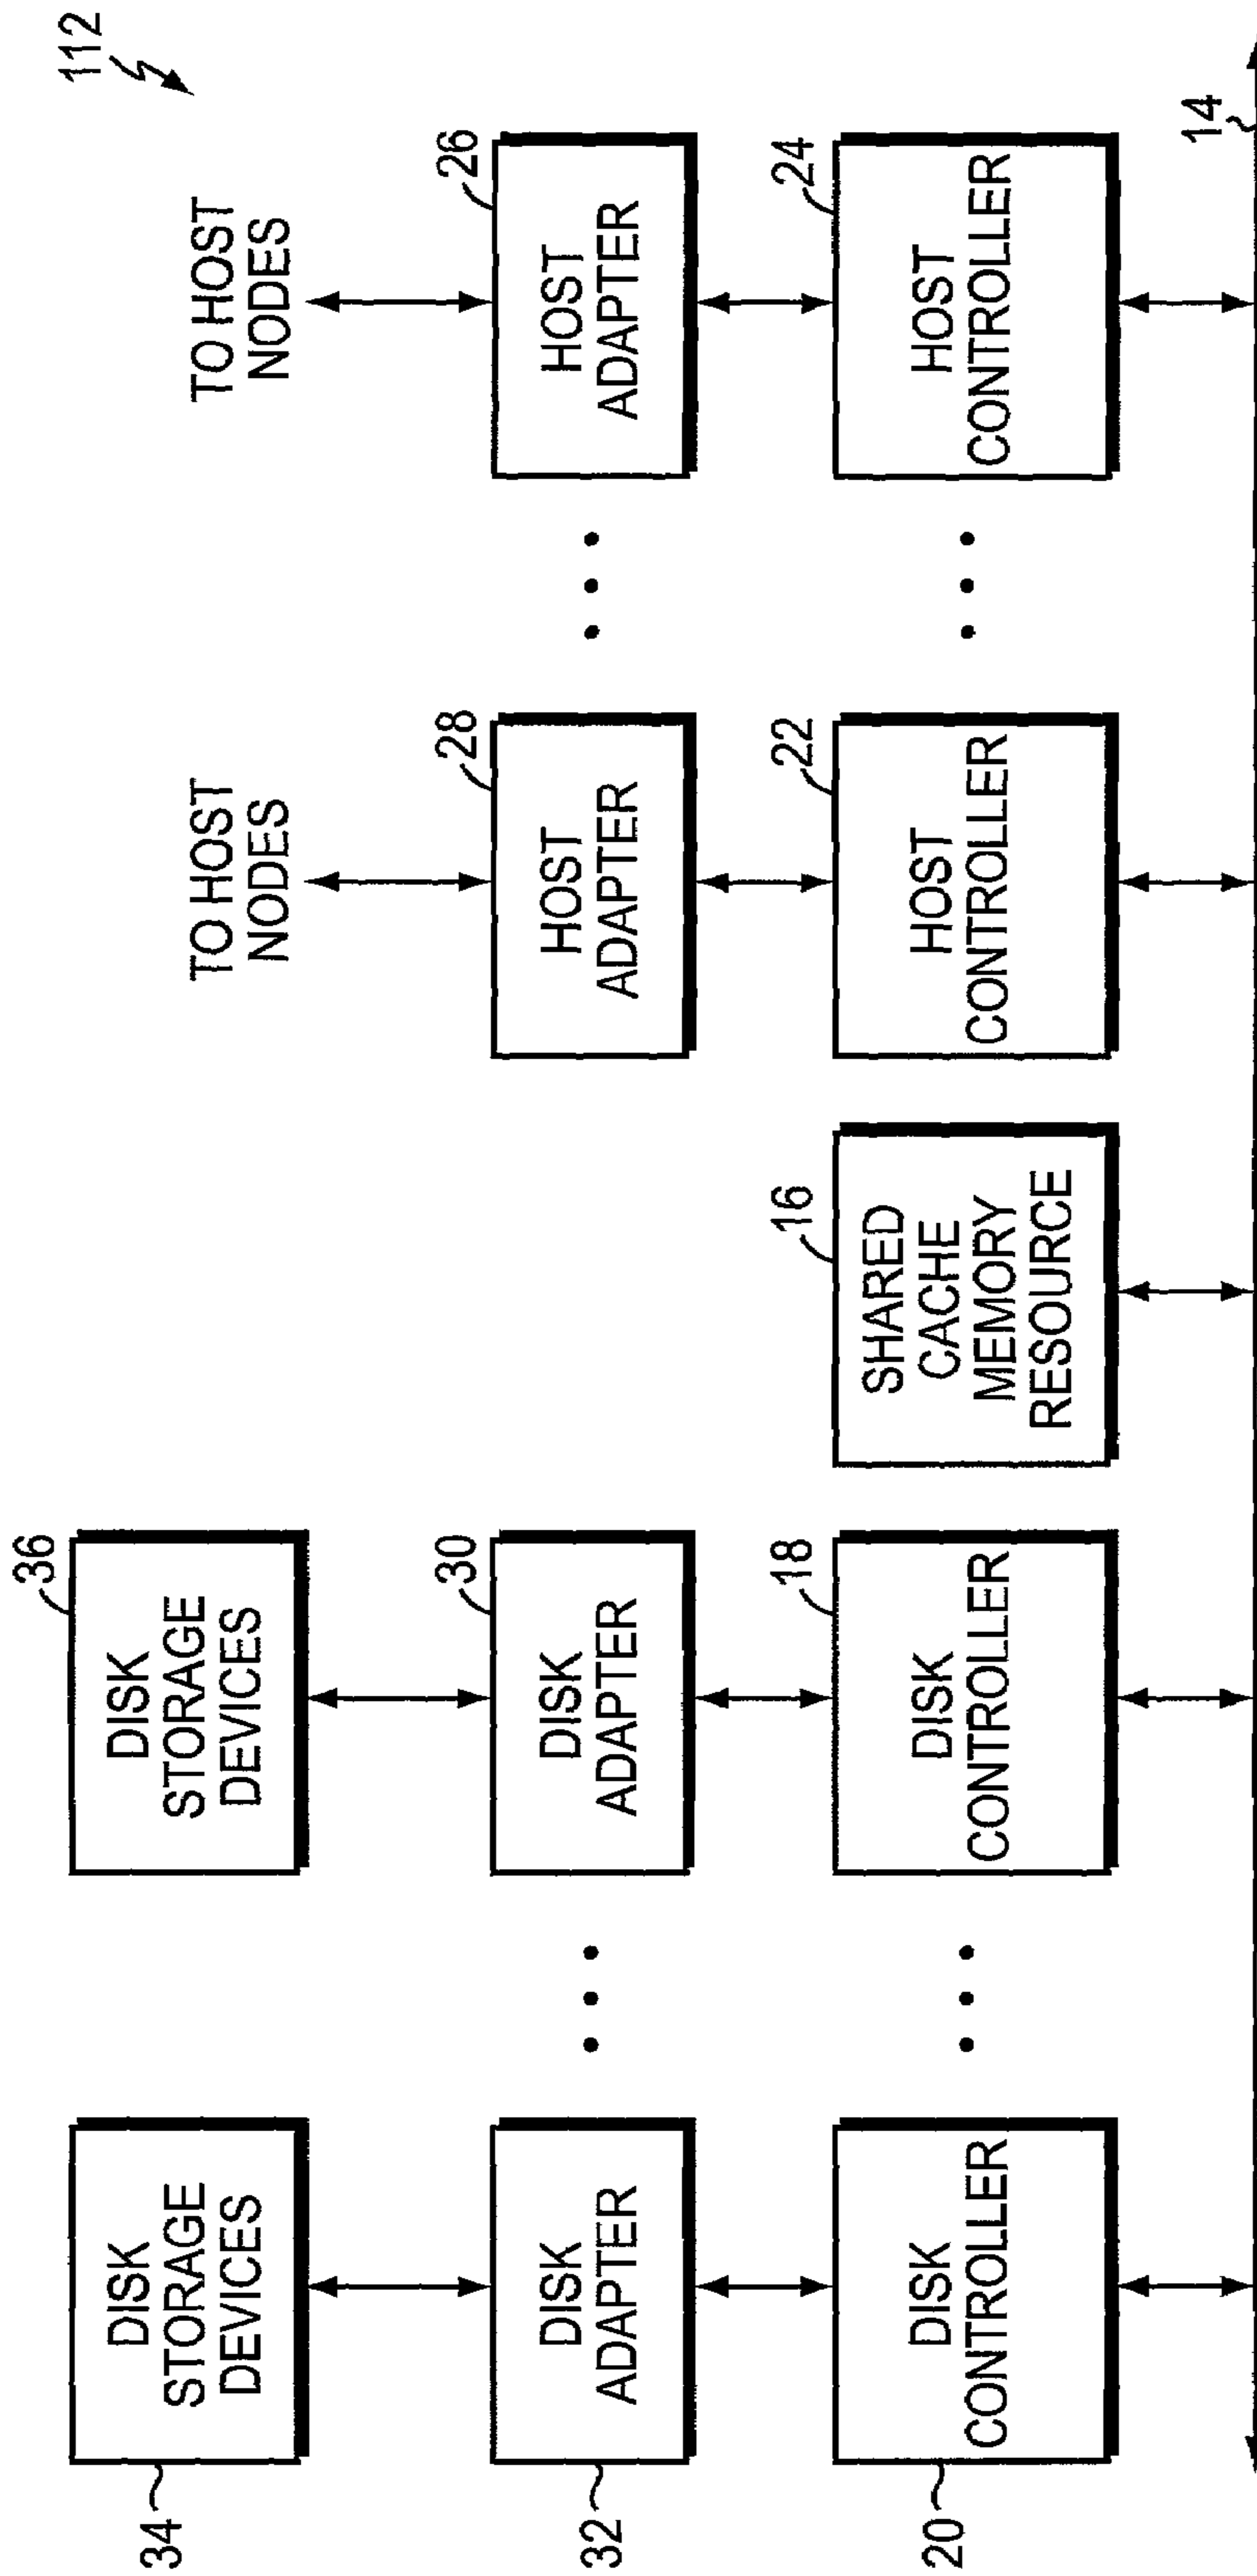 112
TO HOST
NODES
TO HOST
NODES
34
DISK
STORAGE
DEVICES
36
DISK
STORAGE
DEVICES
32
DISK
ADAPTER
30
DISK
ADAPTER
28
HOST
ADAPTER
26
HOST
ADAPTER
20
DISK
CONTROLLER
18
DISK
CONTROLLER
16
SHARED
CACHE
MEMORY
RESOURCE
22
HOST
CONTROLLER
24
HOST
CONTROLLER
14